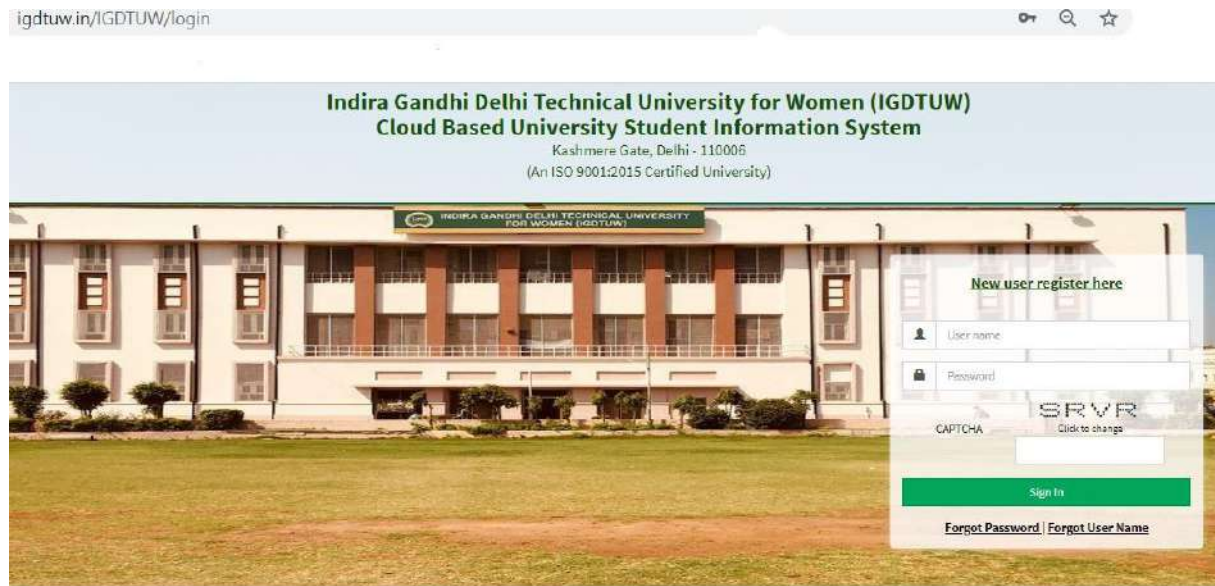 igdtuw.in/IGDTUW/login
Indira Gandhi Delhi Technical University for Women (IGDTUW)
Cloud Based University Student Information System
Kashmere Gate, Delhi - 110006
(An ISO 9001:2015 Certified University)
INDIRA GANDHI DELHI TECHNICAL UNIVERSITY
FOR WOMEN (IGDTUW)
New user register here
User name
Password
SRVR
CAPTCHA
Click to change
Sign In
Forgot Password | Forgot User Name